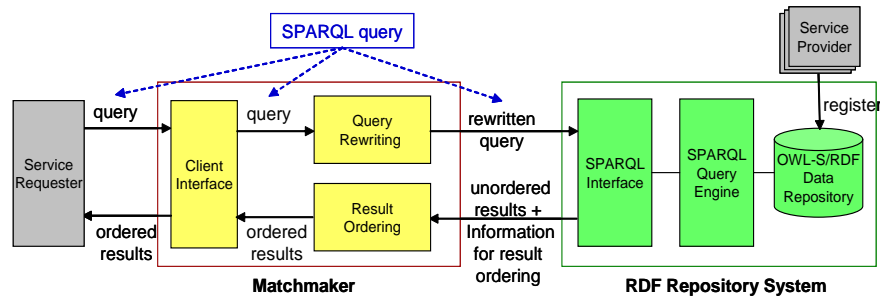 SPARQL query
Service
Provider
query
query
rewritten
query
register
Service
Requester
Client
Interface
Query
Rewriting
Result
Ordering
SPARQL
Interface
SPARQL
Query
Engine
OWL-S/RDF
Data
Repository
ordered
results
ordered
results
unordered
results +
Information
for result
ordering
Matchmaker
RDF Repository System